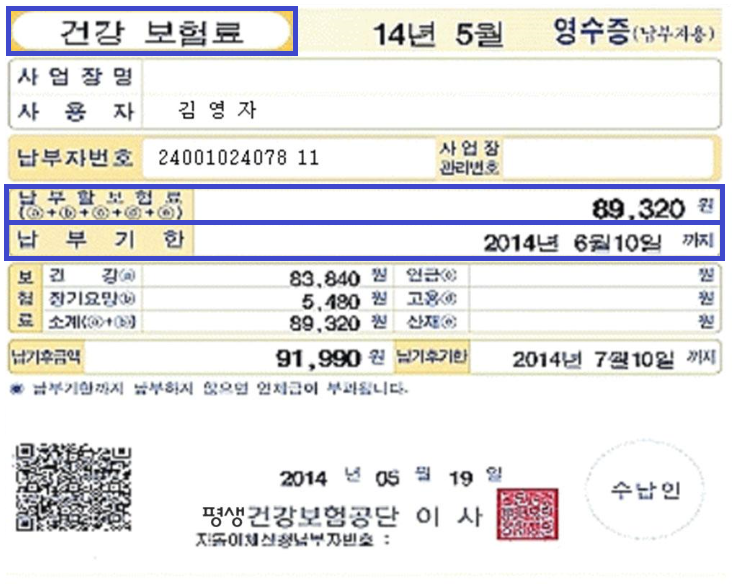 건강 보험료 14년 5월 영수증(납부자용)
사업장명
사용자 김영자
납부자번호 24001024078 11 사업장 관리번호
납부할보험료 89,320 원
(ⓐ+ⓑ+ⓒ+ⓓ+ⓔ)
납부기한 2014년 6월10일 까지
보험료 건강ⓐ 83,840 원 연금ⓒ 원
장기요양ⓑ 5,480 원 고용ⓓ 원
소계(ⓐ+ⓑ) 89,320 원 산재ⓔ 원
납기후금액 91,990 원 납기후기한 2014년 7월10일 까지
◉ 납부기한까지 납부하지 않으면 연체금이 부과됩니다.
2014 년 05 월 19 일
평생건강보험공단 이 사
수납인
자동이체신청납부자번호 :